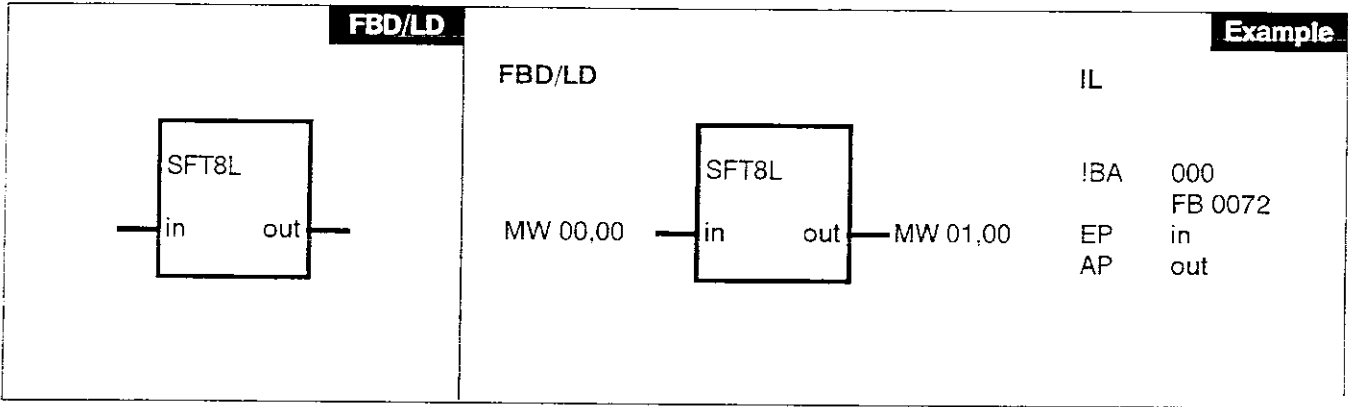 FBD/LD
SFT8L
in out
Example
FBD/LD
SFT8L
MW 00,00 in out MW 01,00
IL
!BA 000
FB 0072
EP in
AP out